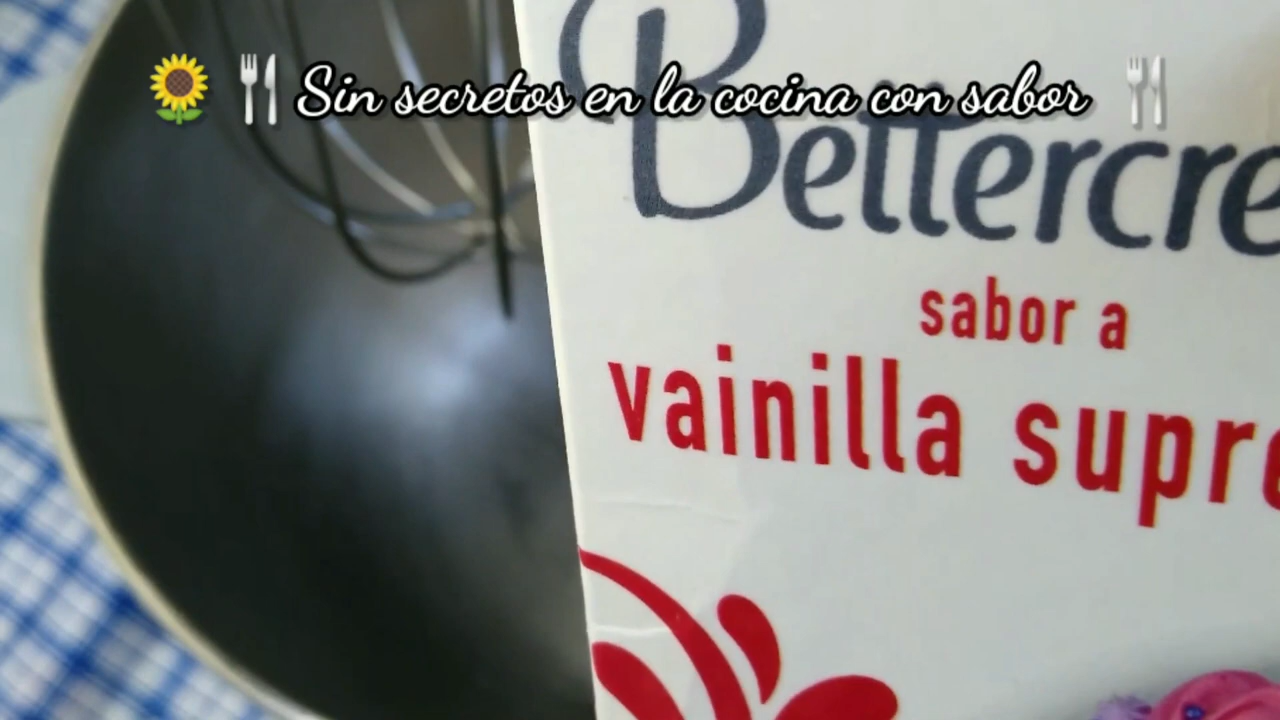 🌻 🍴 Sin secretos en la cocina con sabor 🍴
Bettercre
sabor a
vainilla supre